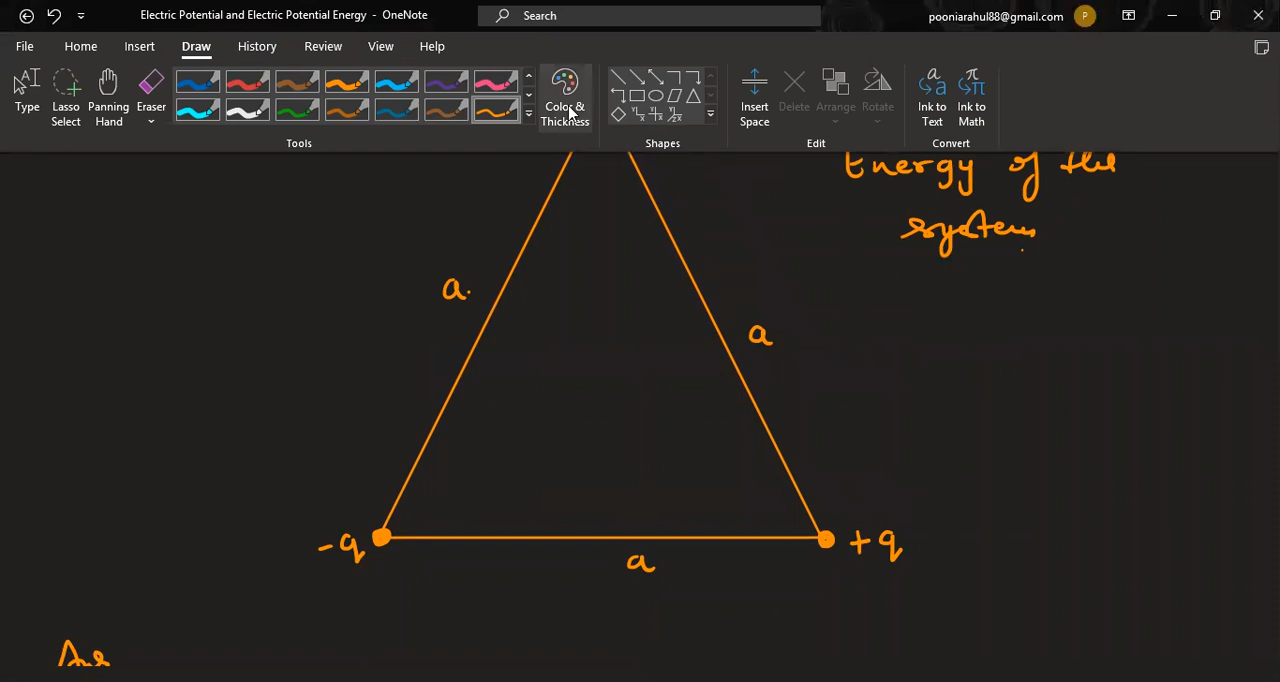 Electric Potential and Electric Potential Energy - OneNote
Search
pooniarahul88@gmail.com
P
File Home Insert Draw History Review View Help
Type
Lasso Select
Panning Hand
Eraser
Color & Thickness
Insert Space
Delete
Arrange
Rotate
Ink to Text
Ink to Math
Tools
Shapes
Edit
Convert
Energy of the
system
a
a
-q
+q
a
Ans